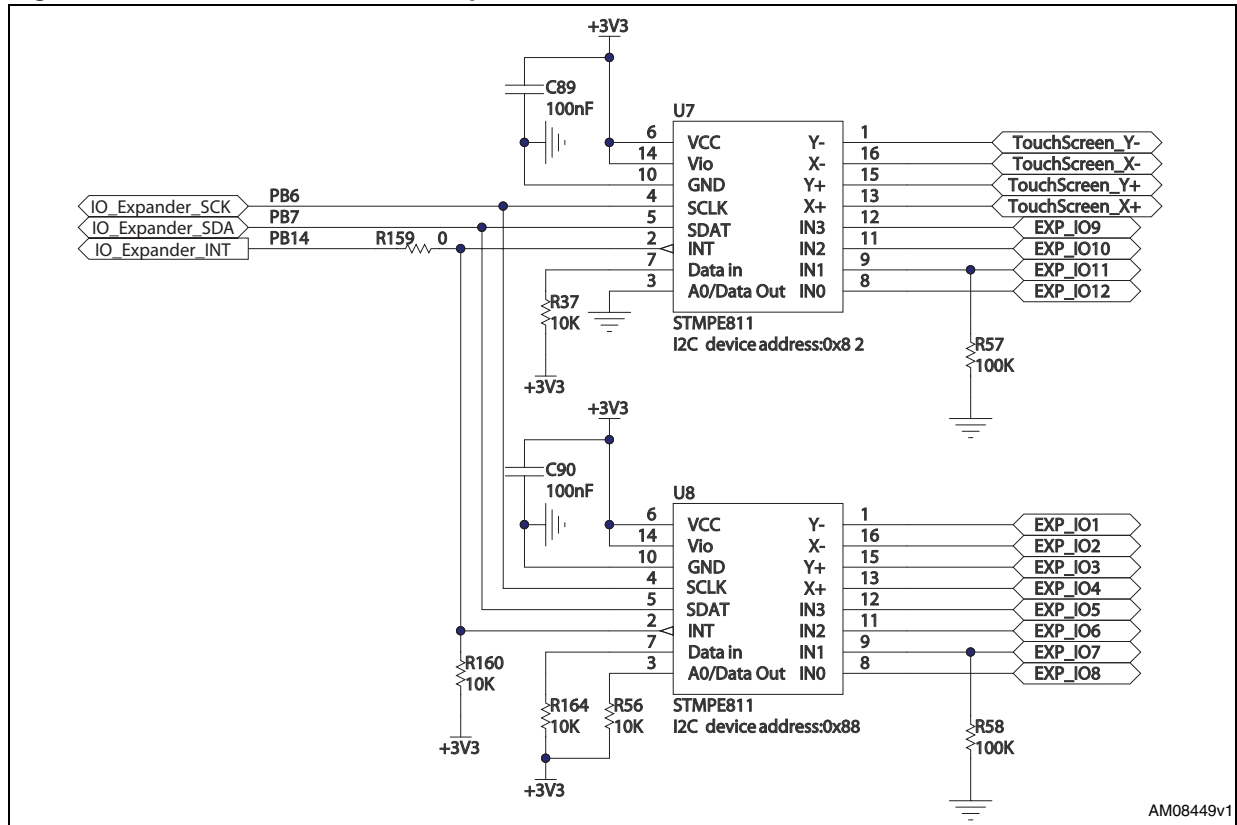 +3V3
C89
100nF
U7
6 VCC Y- 1 TouchScreen_Y-
14 Vio X- 16 TouchScreen_X-
10 GND Y+ 15 TouchScreen_Y+
IO_Expander_SCK PB6 4 SCLK X+ 13 TouchScreen_X+
IO_Expander_SDA PB7 5 SDAT IN3 12 EXP_IO9
IO_Expander_INT PB14 R159 0 2 INT IN2 11 EXP_IO10
7 Data in IN1 9 EXP_IO11
3 A0/Data Out IN0 8 EXP_IO12
R37
10K
STMPE811
I2C device address:0x8 2
R57
100K
+3V3
+3V3
C90
100nF
U8
6 VCC Y- 1 EXP_IO1
14 Vio X- 16 EXP_IO2
10 GND Y+ 15 EXP_IO3
4 SCLK X+ 13 EXP_IO4
5 SDAT IN3 12 EXP_IO5
2 INT IN2 11 EXP_IO6
7 Data in IN1 9 EXP_IO7
3 A0/Data Out IN0 8 EXP_IO8
R160
10K
R164
10K
R56
10K
STMPE811
I2C device address:0x88
R58
100K
+3V3
+3V3
AM08449v1